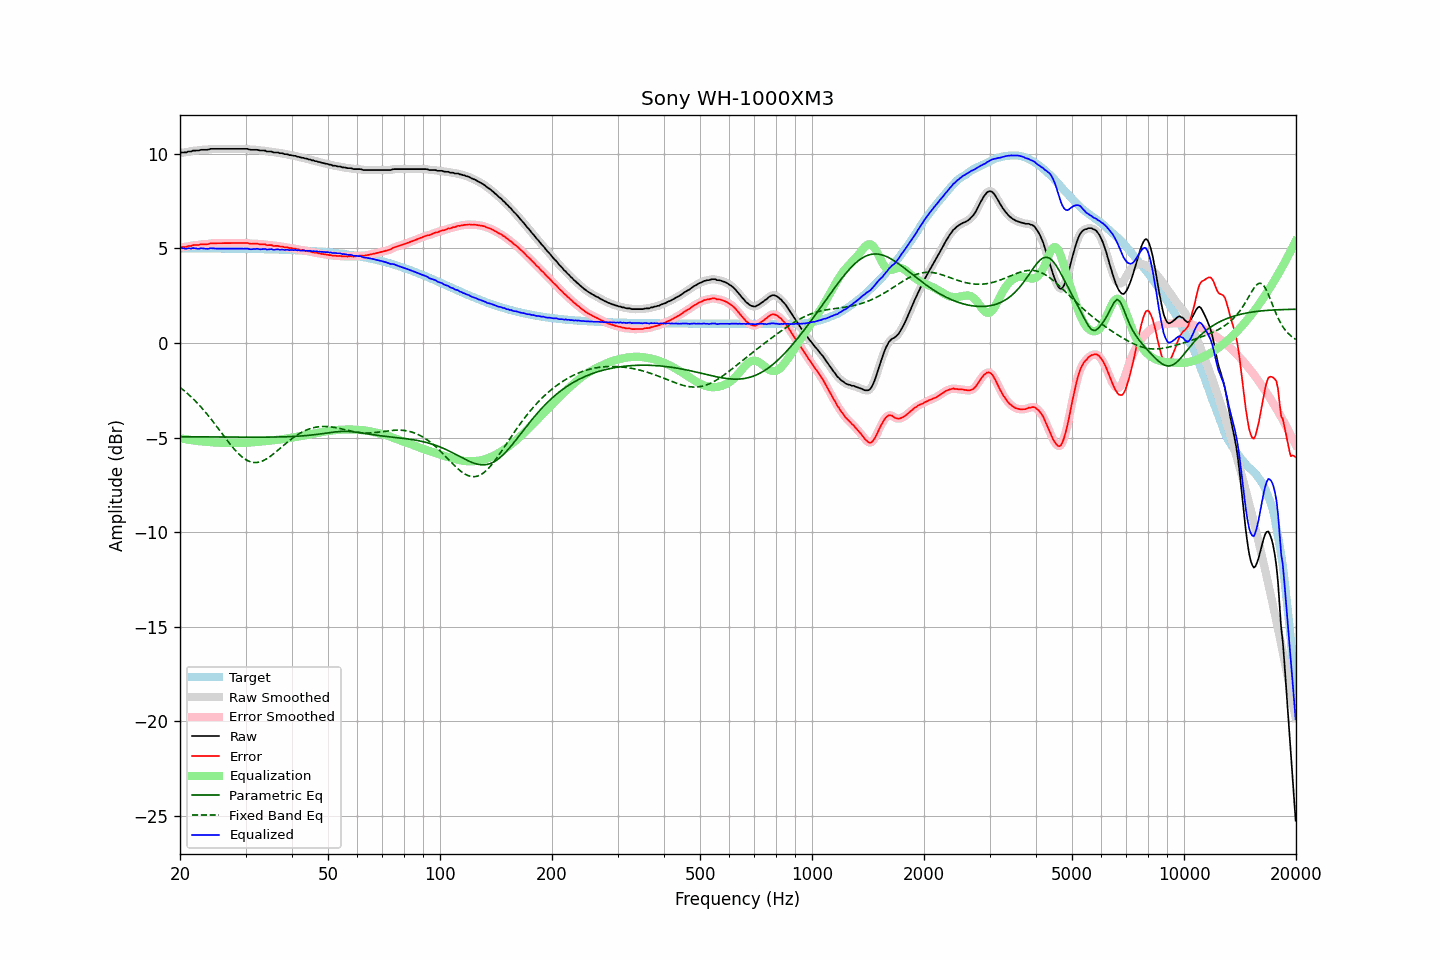 Sony WH-1000XM3
Amplitude (dBr)
10
5
0
−5
−10
−15
−20
−25
Target
Raw Smoothed
Error Smoothed
Raw
Error
Equalization
Parametric Eq
Fixed Band Eq
Equalized
20 50 100 200 500 1000 2000 5000 10000 20000
Frequency (Hz)